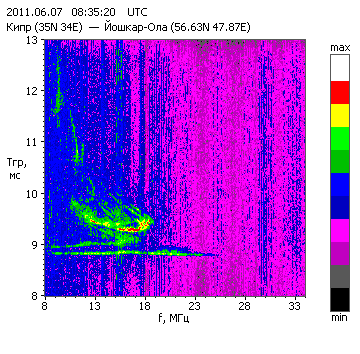 2011.06.07 08:35:20 UTC
Кипр (35N 34E) — Йошкар-Ола (56.63N 47.87E)
13
12
11
10
9
8
Тгр,
мс
8 13 18 23 28 33
f, МГц
max
min